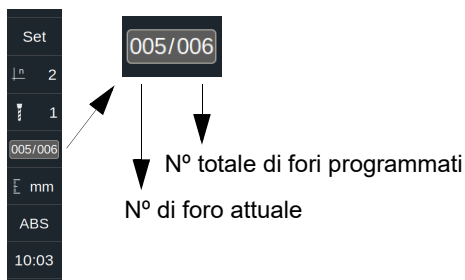 Set
n 2
1
005/006
mm
ABS
10:03
005/006
Nº totale di fori programmati
Nº di foro attuale